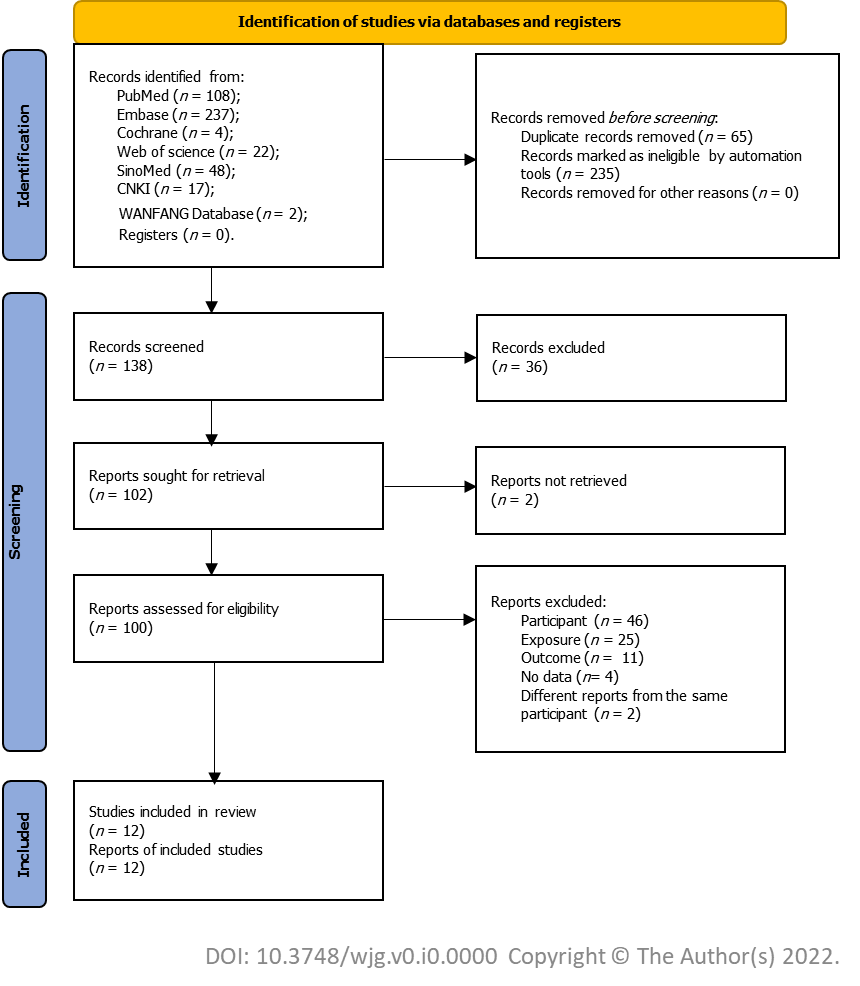 Identification of studies via databases and registers
Identification
Records identified from:
PubMed (n = 108);
Embase (n = 237);
Cochrane (n = 4);
Web of science (n = 22);
SinoMed (n = 48);
CNKI (n = 17);
WANFANG Database (n = 2);
Registers (n = 0).
Records removed before screening:
Duplicate records removed (n = 65)
Records marked as ineligible by automation
tools (n = 235)
Records removed for other reasons (n = 0)
Screening
Records screened
(n = 138)
Records excluded
(n = 36)
Reports sought for retrieval
(n = 102)
Reports not retrieved
(n = 2)
Reports assessed for eligibility
(n = 100)
Reports excluded:
Participant (n = 46)
Exposure (n = 25)
Outcome (n = 11)
No data (n= 4)
Different reports from the same
participant (n = 2)
Included
Studies included in review
(n = 12)
Reports of included studies
(n = 12)
DOI: 10.3748/wjg.v0.i0.0000 Copyright © The Author(s) 2022.